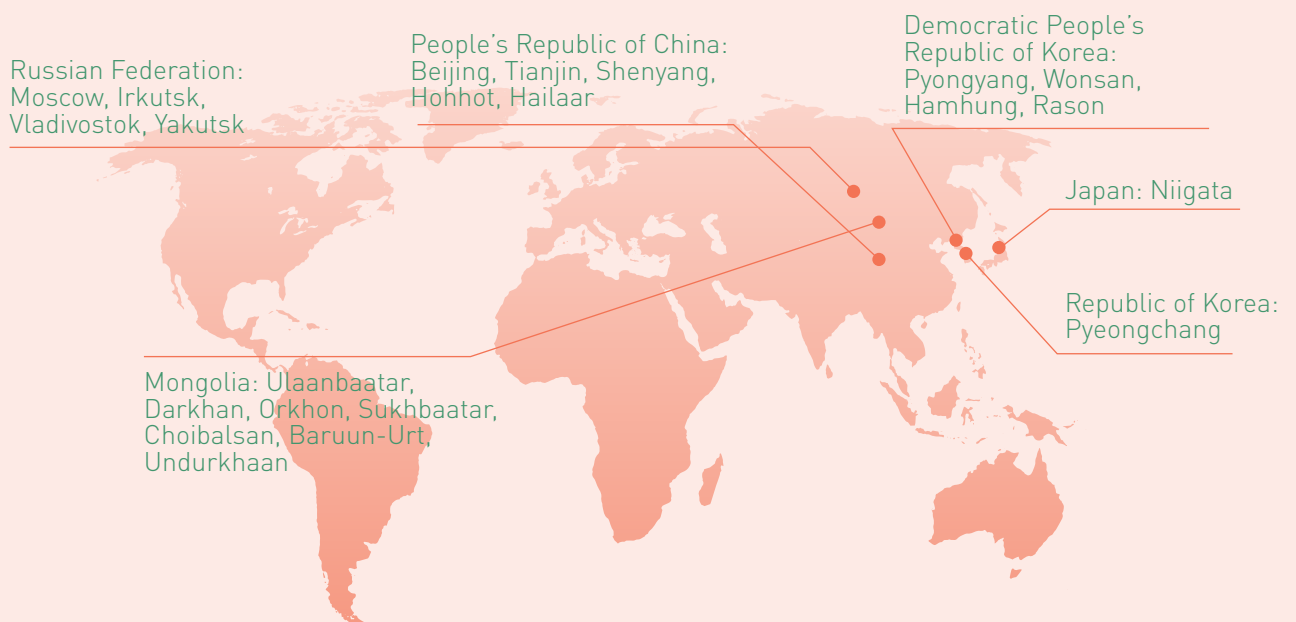 Russian Federation:
Moscow, Irkutsk,
Vladivostok, Yakutsk
People's Republic of China:
Beijing, Tianjin, Shenyang,
Hohhot, Hailaar
Democratic People's
Republic of Korea:
Pyongyang, Wonsan,
Hamhung, Rason
Japan: Niigata
Republic of Korea:
Pyeongchang
Mongolia: Ulaanbaatar,
Darkhan, Orkhon, Sukhbaatar,
Choibalsan, Baruun-Urt,
Undurkhaan